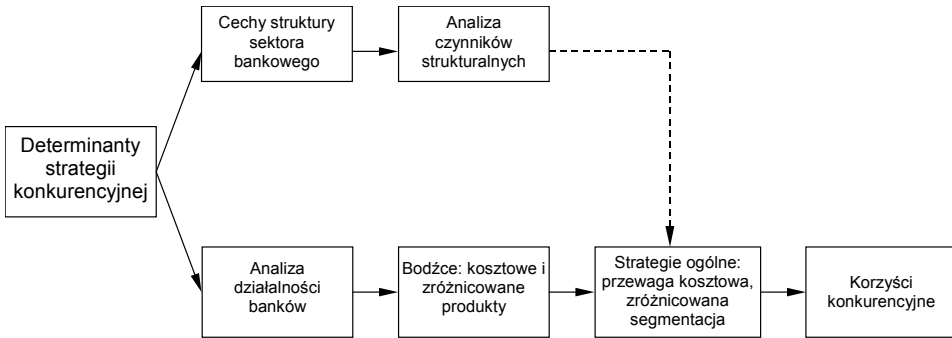 Cechy struktury
sektora
bankowego
Analiza
czynników
strukturalnych
Determinanty
strategii
konkurencyjnej
Analiza
działalności
banków
Bodźce: kosztowe i
zróżnicowane
produkty
Strategie ogólne:
przewaga kosztowa,
zróżnicowana
segmentacja
Korzyści
konkurencyjne